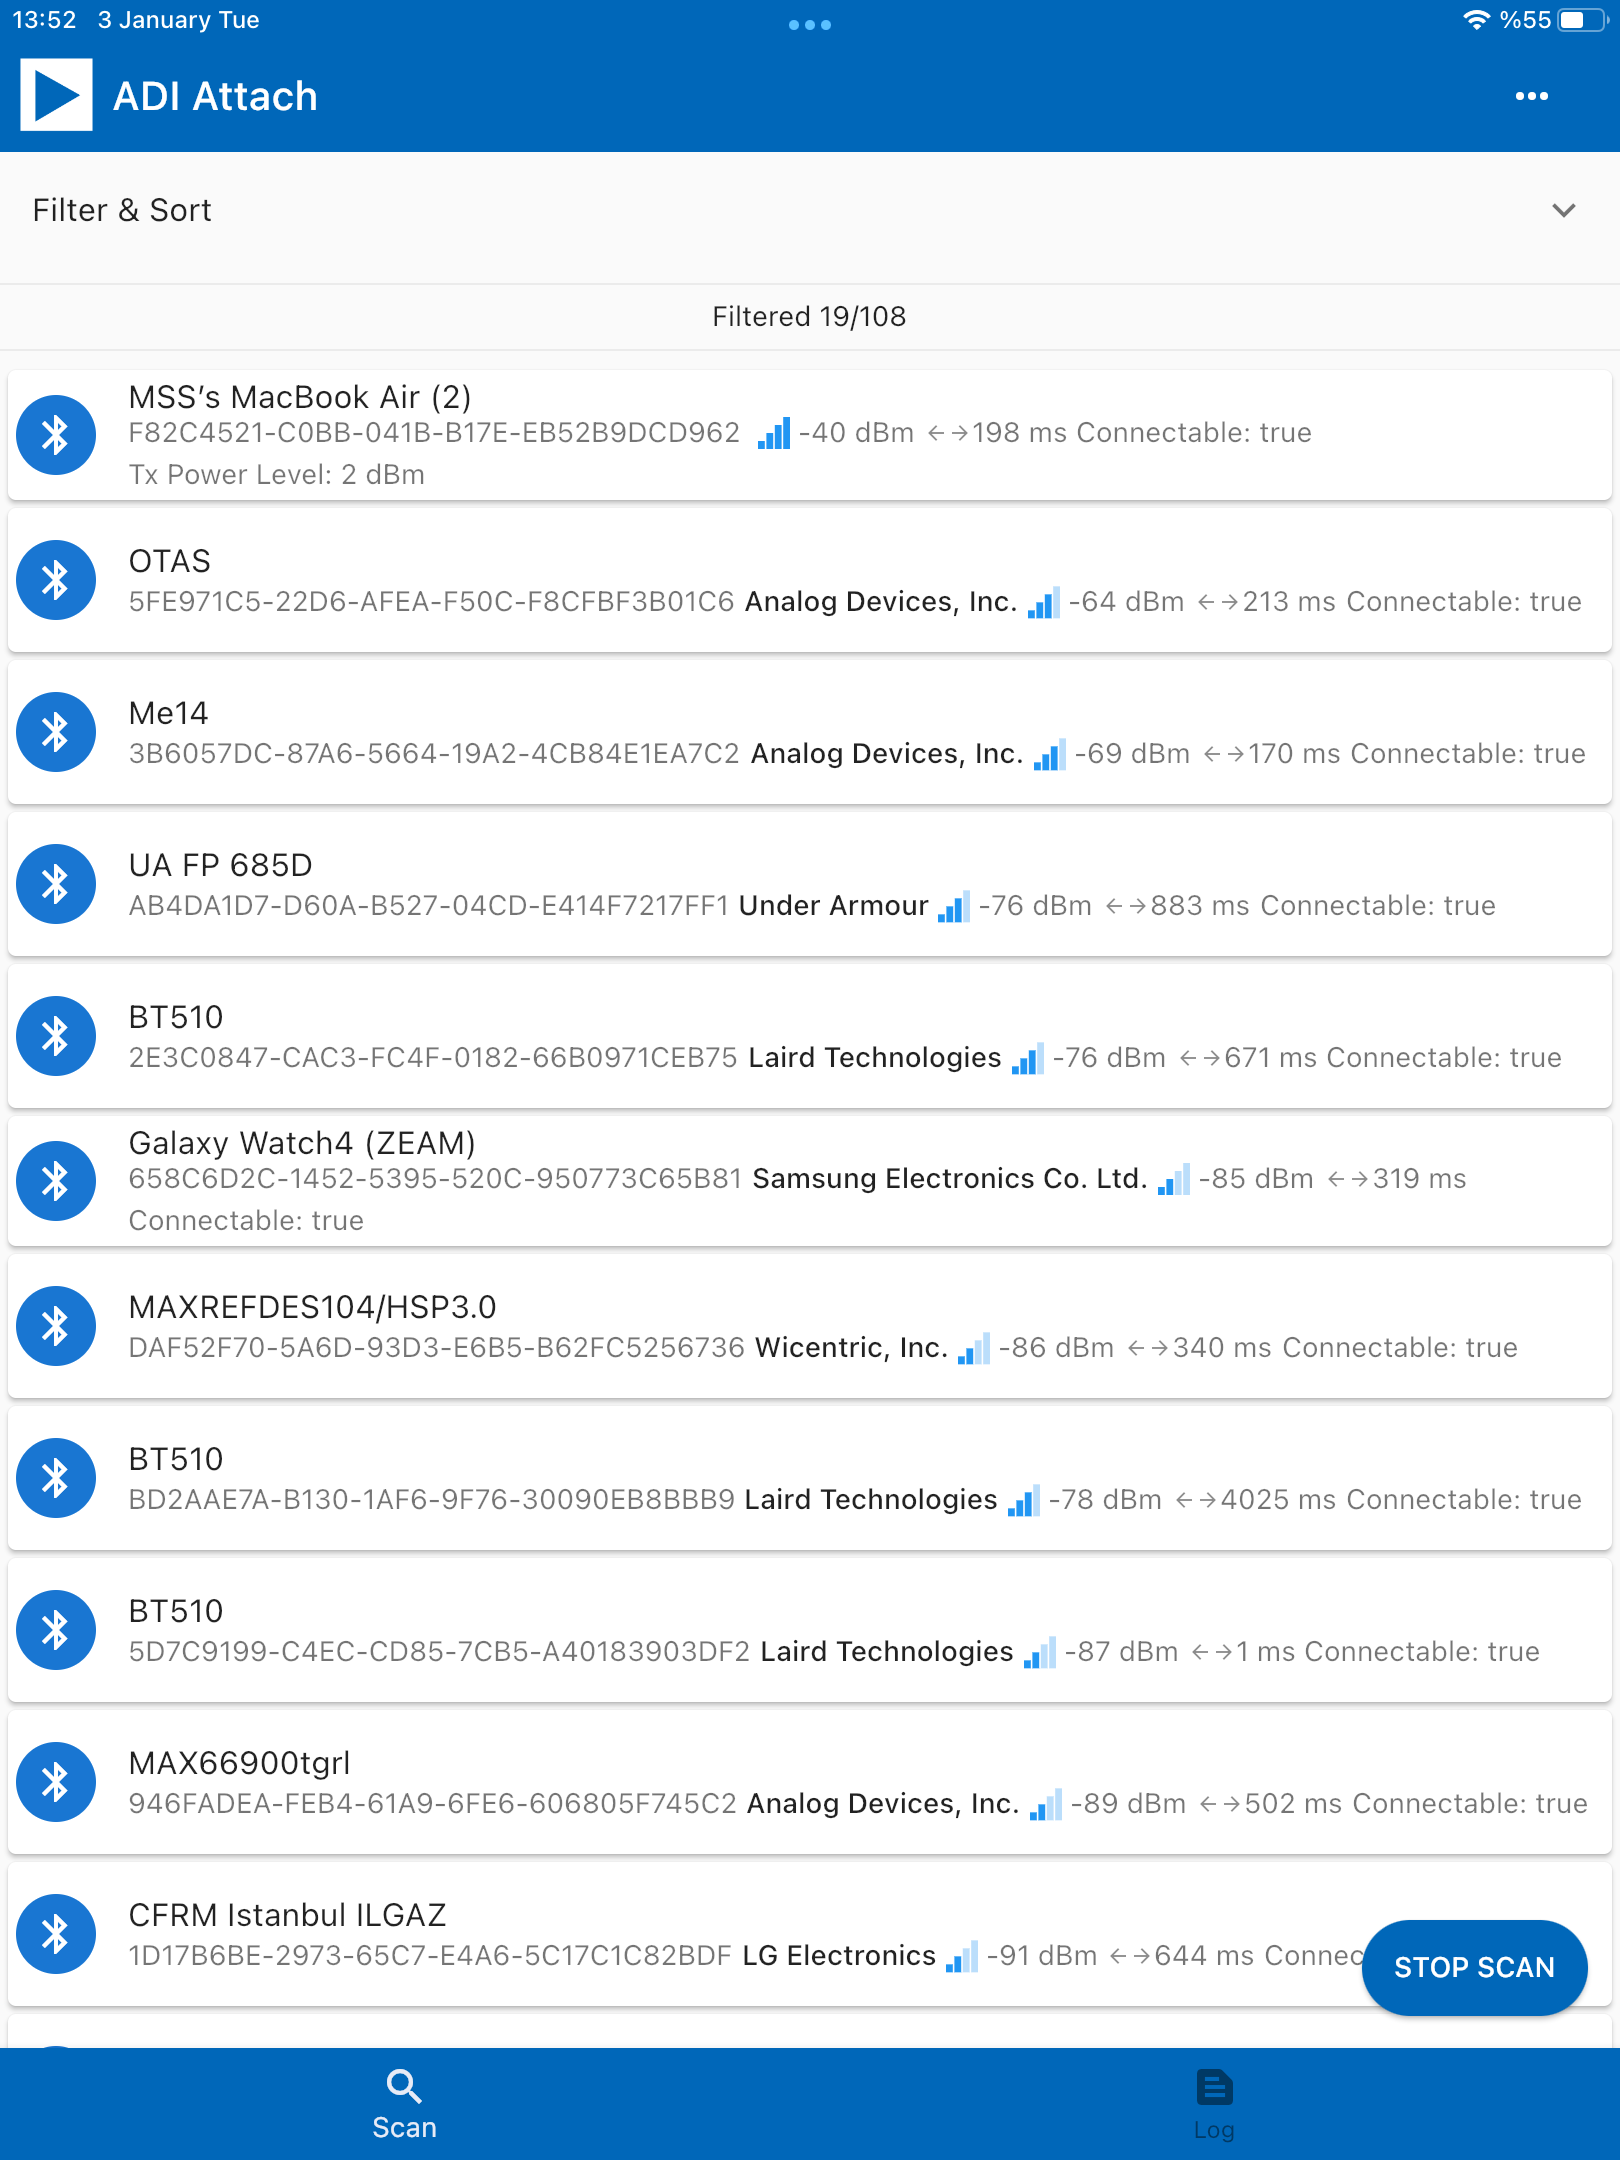 13:52 3 January Tue %55
ADI Attach
Filter & Sort
Filtered 19/108
MSS’s MacBook Air (2)
F82C4521-C0BB-041B-B17E-EB52B9DCD962 -40 dBm ←→198 ms Connectable: true
Tx Power Level: 2 dBm
OTAS
5FE971C5-22D6-AFEA-F50C-F8CFBF3B01C6 Analog Devices, Inc. -64 dBm ←→213 ms Connectable: true
Me14
3B6057DC-87A6-5664-19A2-4CB84E1EA7C2 Analog Devices, Inc. -69 dBm ←→170 ms Connectable: true
UA FP 685D
AB4DA1D7-D60A-B527-04CD-E414F7217FF1 Under Armour -76 dBm ←→883 ms Connectable: true
BT510
2E3C0847-CAC3-FC4F-0182-66B0971CEB75 Laird Technologies -76 dBm ←→671 ms Connectable: true
Galaxy Watch4 (ZEAM)
658C6D2C-1452-5395-520C-950773C65B81 Samsung Electronics Co. Ltd. -85 dBm ←→319 ms
Connectable: true
MAXREFDES104/HSP3.0
DAF52F70-5A6D-93D3-E6B5-B62FC5256736 Wicentric, Inc. -86 dBm ←→340 ms Connectable: true
BT510
BD2AAE7A-B130-1AF6-9F76-30090EB8BBB9 Laird Technologies -78 dBm ←→4025 ms Connectable: true
BT510
5D7C9199-C4EC-CD85-7CB5-A40183903DF2 Laird Technologies -87 dBm ←→1 ms Connectable: true
MAX66900tgrl
946FADEA-FEB4-61A9-6FE6-606805F745C2 Analog Devices, Inc. -89 dBm ←→502 ms Connectable: true
CFRM Istanbul ILGAZ
1D17B6BE-2973-65C7-E4A6-5C17C1C82BDF LG Electronics -91 dBm ←→644 ms Connec
STOP SCAN
Scan
Log